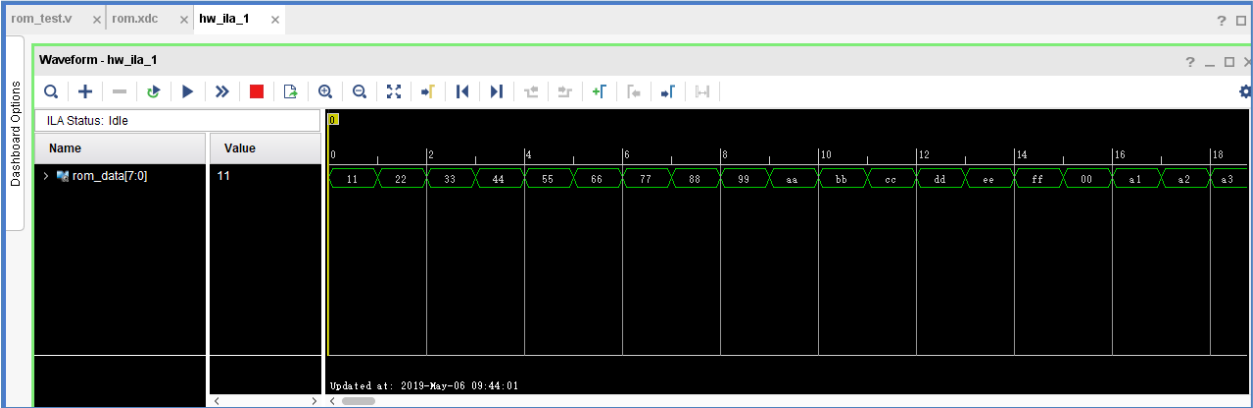 rom_test.v × rom.xdc × hw_ila_1 × ?
Waveform - hw_ila_1 ?
Dashboard Options
ILA Status: Idle
Name Value
0
0 2 4 6 8 10 12 14 16 18
rom_data[7:0] 11
11 22 33 44 55 66 77 88 99 aa bb cc dd ee ff 00 a1 a2 a3
Updated at: 2019-May-06 09:44:01